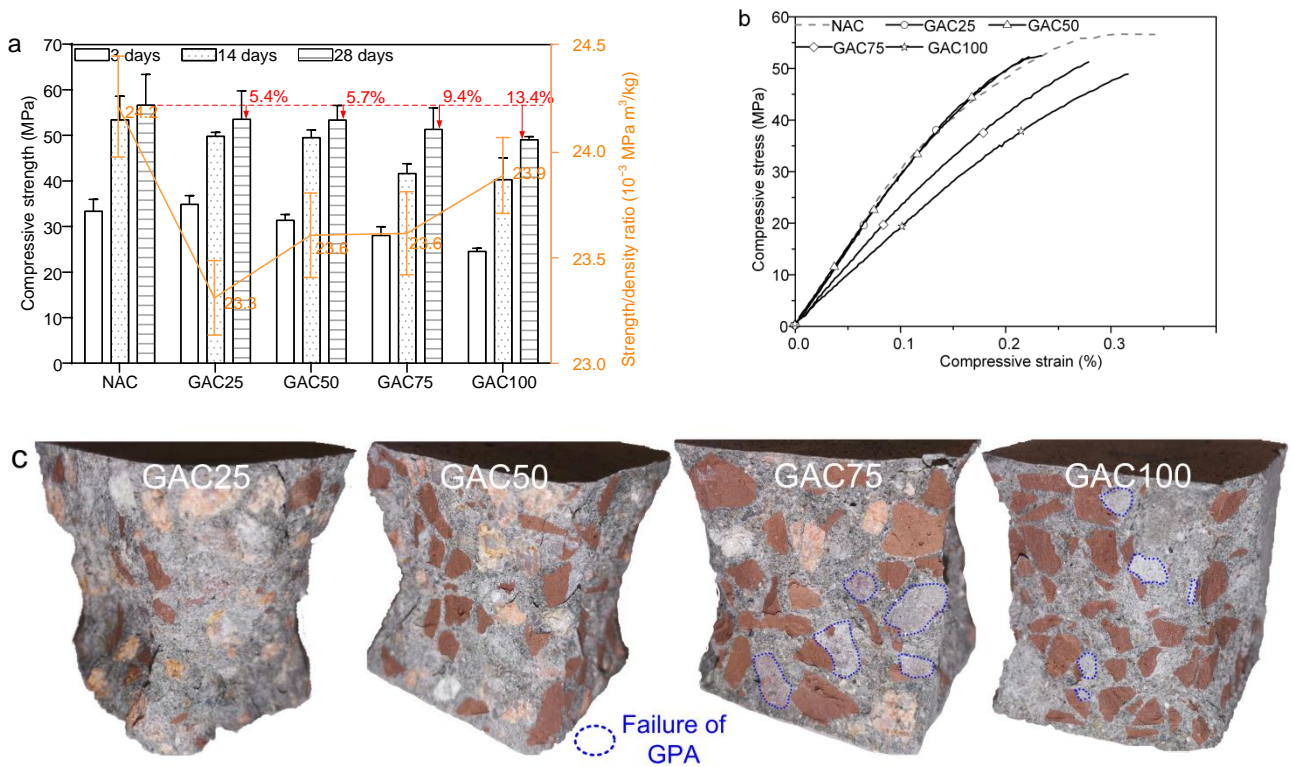 a
3 days 14 days 28 days
Compressive strength (MPa)
70
60
50
40
30
20
10
0
5.4% 5.7% 9.4% 13.4%
24.2
23.3
23.6
23.6
23.9
NAC GAC25 GAC50 GAC75 GAC100
24.5
24.0
23.5
23.0
Strength/density ratio (10⁻³ MPa m³/kg)
b
NAC GAC25 GAC50
GAC75 GAC100
Compressive stress (MPa)
60
50
40
30
20
10
0
0.0 0.1 0.2 0.3
Compressive strain (%)
c
GAC25 GAC50 GAC75 GAC100
Failure of
GPA